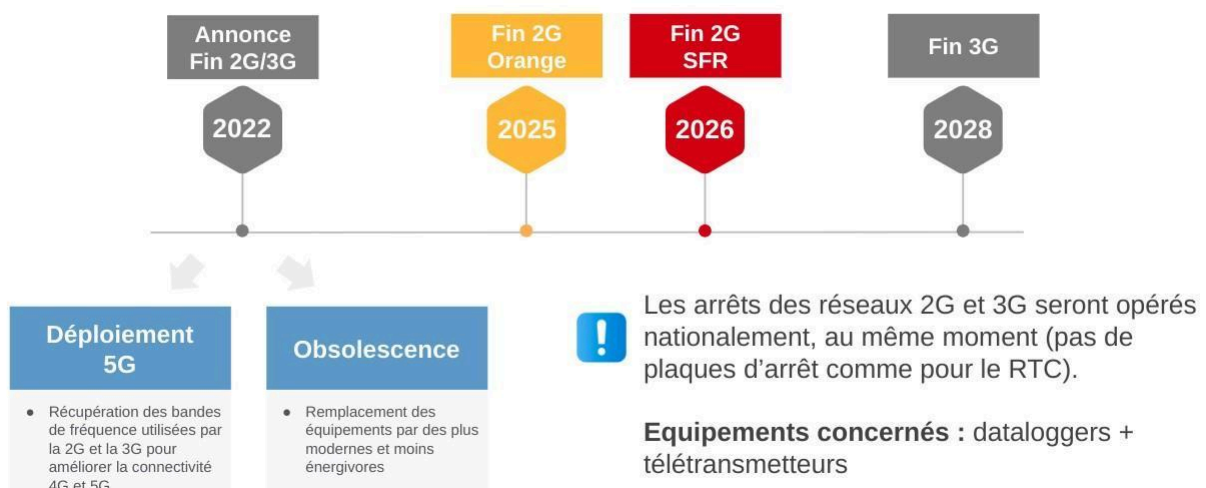 Annonce
Fin 2G/3G
Fin 2G
Orange
Fin 2G
SFR
Fin 3G
2022
2025
2026
2028
Déploiement
5G
● Récupération des bandes
de fréquence utilisées par
la 2G et la 3G pour
améliorer la connectivité
4G et 5G
Obsolescence
● Remplacement des
équipements par des plus
modernes et moins
énergivores
!
Les arrêts des réseaux 2G et 3G seront opérés
nationalement, au même moment (pas de
plaques d’arrêt comme pour le RTC).
Equipements concernés : dataloggers +
télétransmetteurs